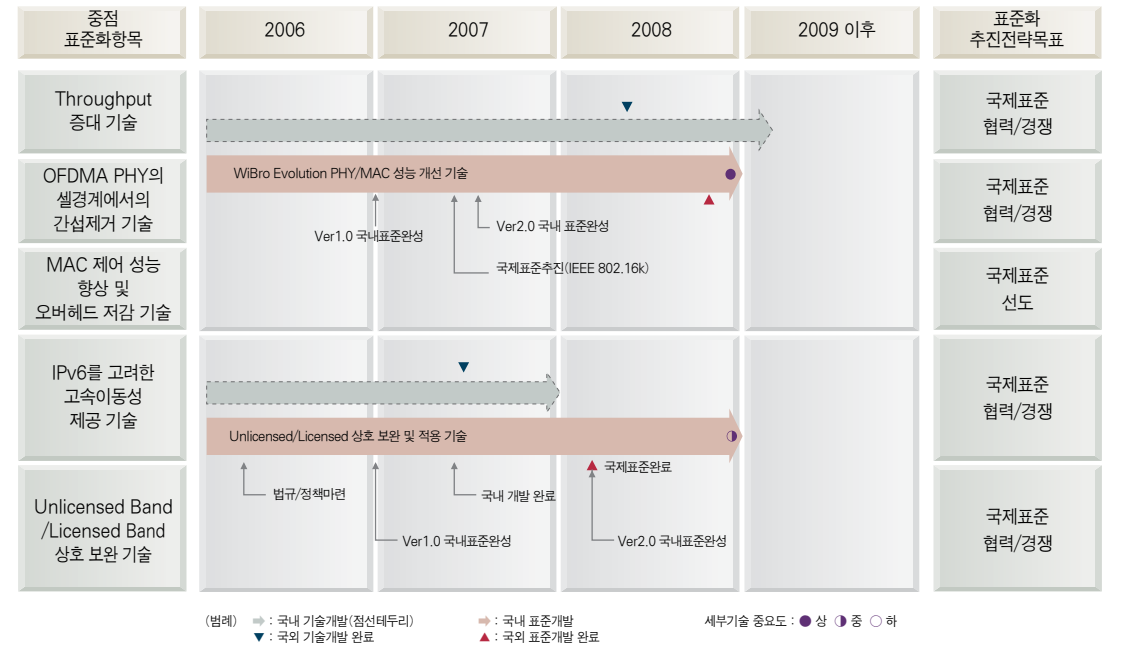 중점
표준화항목
2006
2007
2008
2009 이후
표준화
추진전략목표
Throughput
증대 기술
국제표준
협력/경쟁
OFDMA PHY의
셀경계에서의
간섭제거 기술
WiBro Evolution PHY/MAC 성능 개선 기술
국제표준
협력/경쟁
Ver1.0 국내표준완성
Ver2.0 국내 표준완성
국제표준추진(IEEE 802.16k)
MAC 제어 성능
향상 및
오버헤드 저감 기술
국제표준
선도
IPv6를 고려한
고속이동성
제공 기술
국제표준
협력/경쟁
Unlicensed/Licensed 상호 보완 및 적용 기술
국제표준완료
법규/정책마련
국내 개발 완료
Ver1.0 국내표준완성
Ver2.0 국내표준완성
Unlicensed Band
/Licensed Band
상호 보완 기술
국제표준
협력/경쟁
(범례) : 국내 기술개발(점선테두리) : 국내 표준개발 세부기술 중요도 : 상 중 하
: 국외 기술개발 완료 : 국외 표준개발 완료